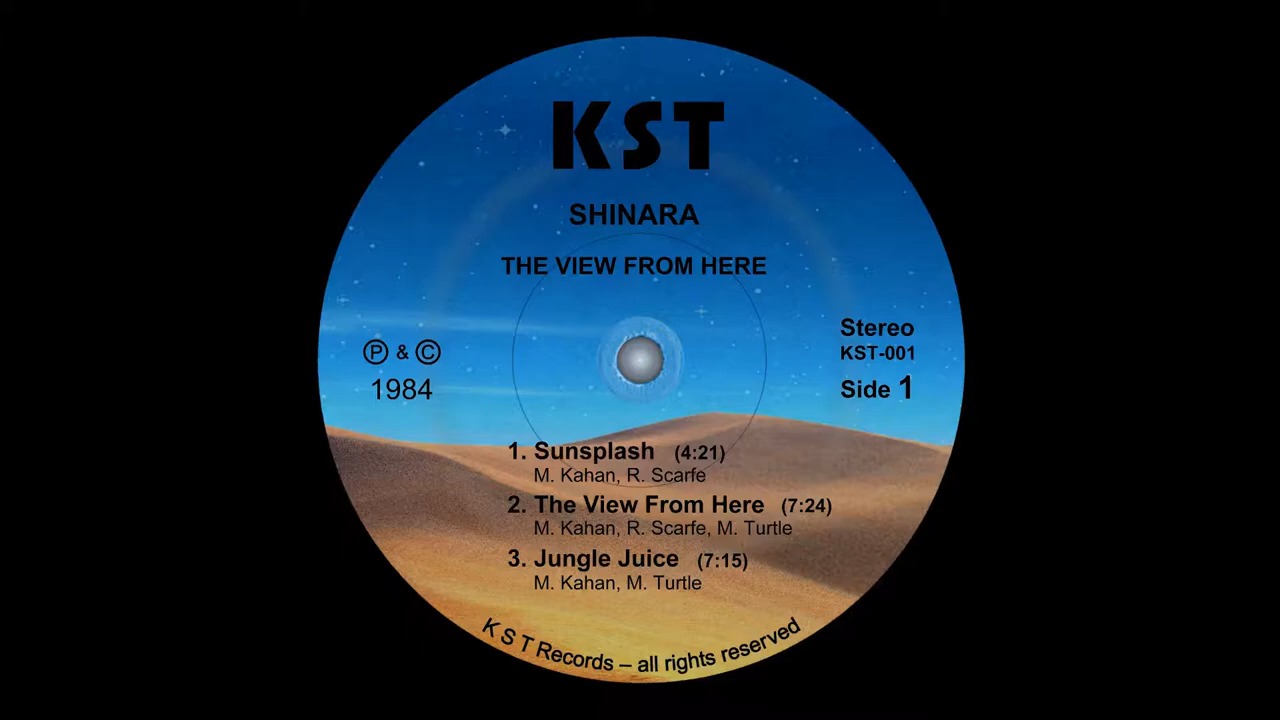 KST
SHINARA
THE VIEW FROM HERE
Ⓟ & Ⓒ
1984
Stereo
KST-001
Side 1
1. Sunsplash (4:21)
M. Kahan, R. Scarfe
2. The View From Here (7:24)
M. Kahan, R. Scarfe, M. Turtle
3. Jungle Juice (7:15)
M. Kahan, M. Turtle
K S T Records – all rights reserved